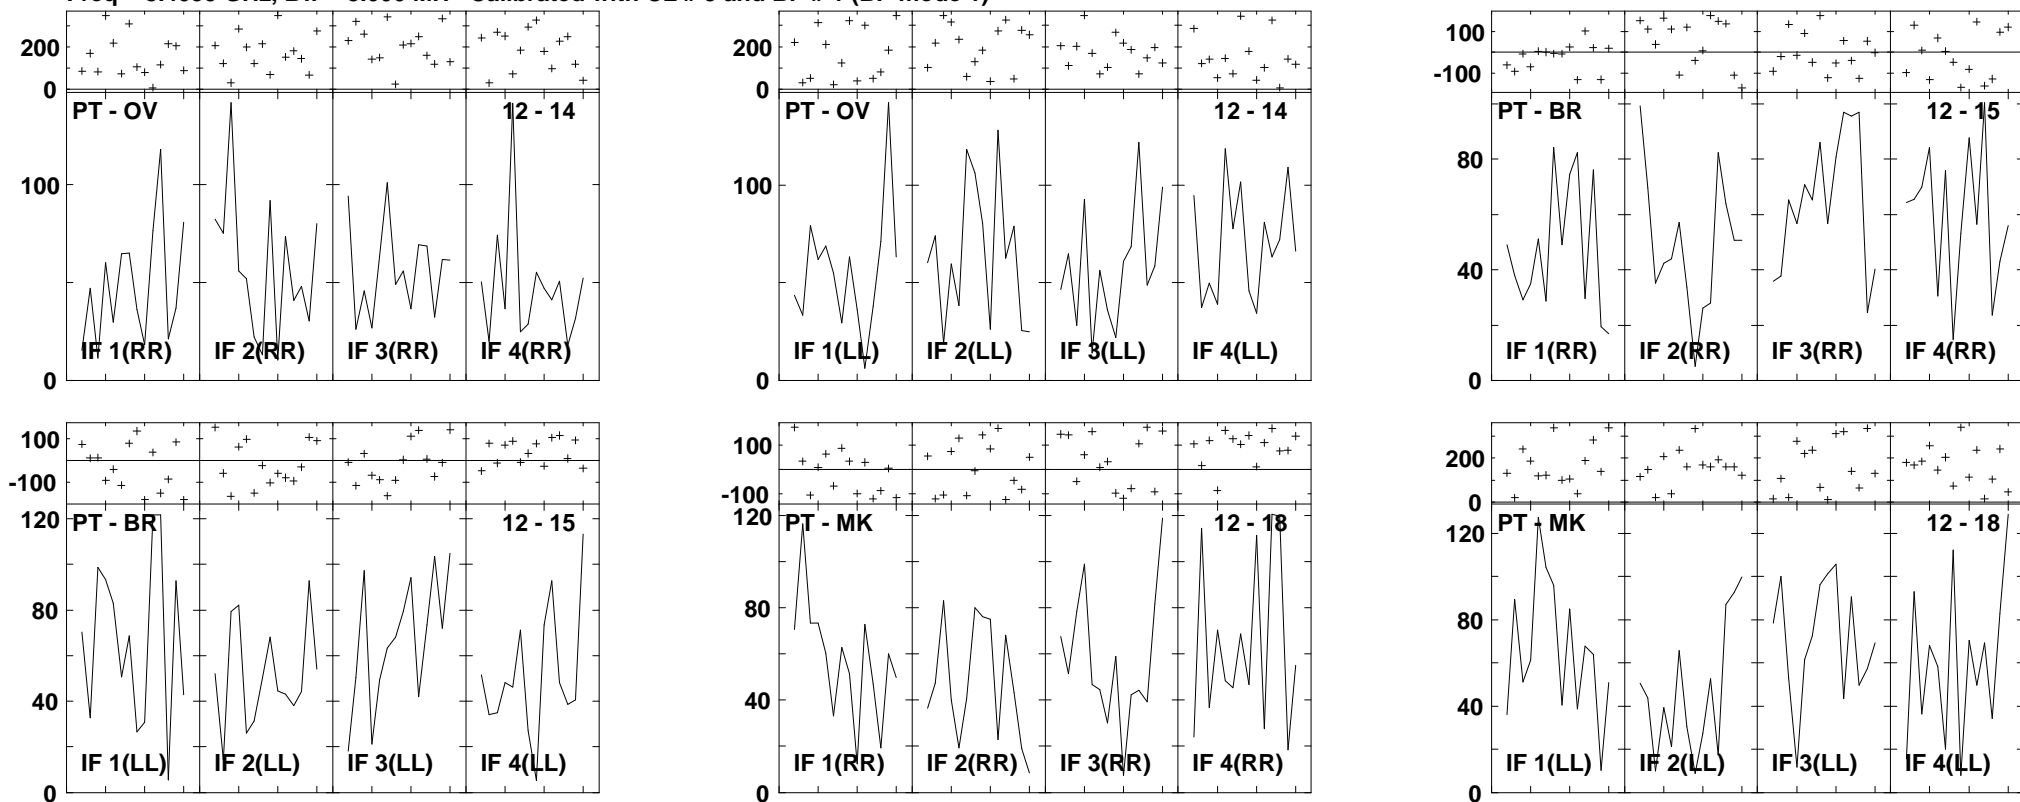 200
0
PT - OV
12 - 14
100
0
IF 1(RR)
IF 2(RR)
IF 3(RR)
IF 4(RR)
200
0
PT - OV
12 - 14
100
0
IF 1(LL)
IF 2(LL)
IF 3(LL)
IF 4(LL)
100
-100
PT - BR
12 - 15
80
40
0
IF 1(RR)
IF 2(RR)
IF 3(RR)
IF 4(RR)
100
-100
120
PT - BR
12 - 15
80
40
0
IF 1(LL)
IF 2(LL)
IF 3(LL)
IF 4(LL)
100
-100
120
PT - MK
12 - 18
80
40
0
IF 1(RR)
IF 2(RR)
IF 3(RR)
IF 4(RR)
200
0
PT - MK
12 - 18
120
80
40
0
IF 1(LL)
IF 2(LL)
IF 3(LL)
IF 4(LL)